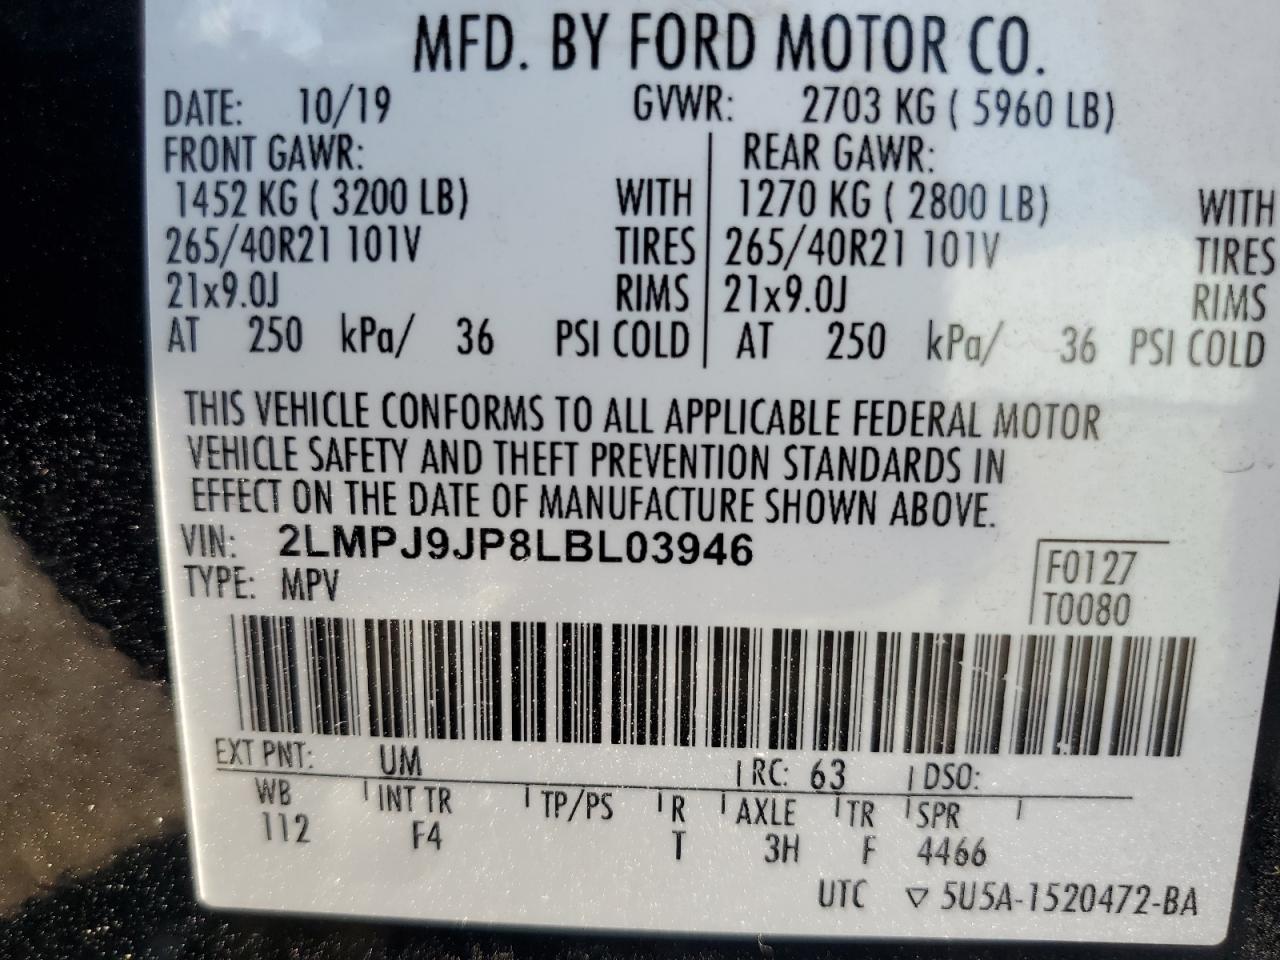 MFD. BY FORD MOTOR CO.
DATE: 10/19 GVWR: 2703 KG ( 5960 LB)
FRONT GAWR: REAR GAWR:
1452 KG ( 3200 LB) WITH 1270 KG ( 2800 LB) WITH
265/40R21 101V TIRES 265/40R21 101V TIRES
21x9.0J RIMS 21x9.0J RIMS
AT 250 kPa/ 36 PSI COLD AT 250 kPa/ 36 PSI COLD
THIS VEHICLE CONFORMS TO ALL APPLICABLE FEDERAL MOTOR
VEHICLE SAFETY AND THEFT PREVENTION STANDARDS IN
EFFECT ON THE DATE OF MANUFACTURE SHOWN ABOVE.
VIN: 2LMPJ9JP8LBL03946
TYPE: MPV
F0127
T0080
EXT PNT: UM RC: 63 DSO:
WB INT TR TP/PS R AXLE TR SPR
112 F4 T 3H F 4466
UTC ▽ 5U5A-1520472-BA